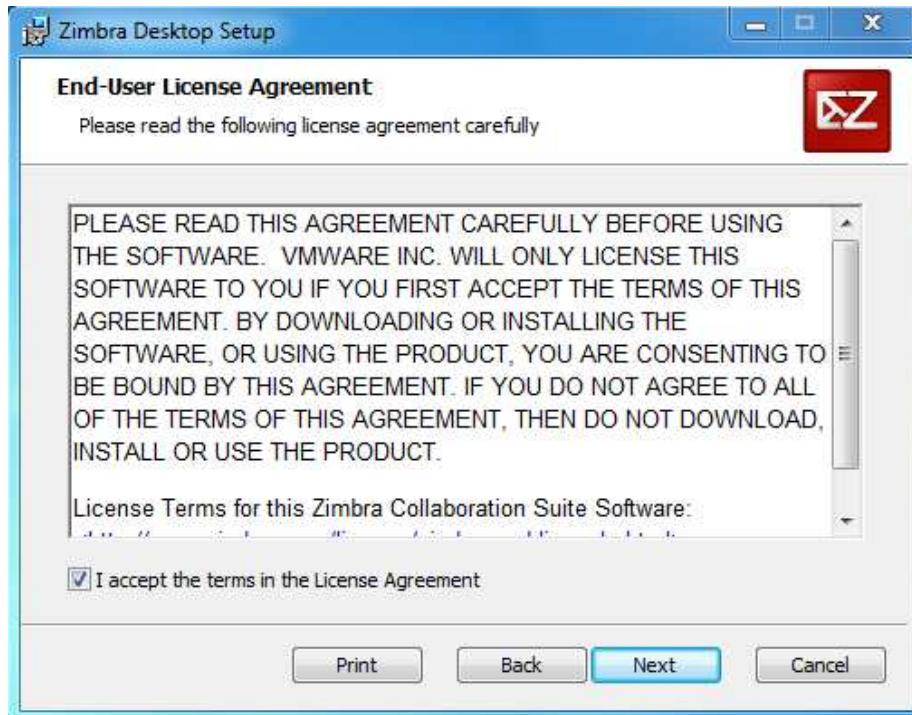 Zimbra Desktop Setup
End-User License Agreement
Please read the following license agreement carefully
PLEASE READ THIS AGREEMENT CAREFULLY BEFORE USING
THE SOFTWARE.  VMWARE INC. WILL ONLY LICENSE THIS
SOFTWARE TO YOU IF YOU FIRST ACCEPT THE TERMS OF THIS
AGREEMENT. BY DOWNLOADING OR INSTALLING THE
SOFTWARE, OR USING THE PRODUCT, YOU ARE CONSENTING TO
BE BOUND BY THIS AGREEMENT. IF YOU DO NOT AGREE TO ALL
OF THE TERMS OF THIS AGREEMENT, THEN DO NOT DOWNLOAD,
INSTALL OR USE THE PRODUCT.
License Terms for this Zimbra Collaboration Suite Software:
I accept the terms in the License Agreement
Print Back Next Cancel